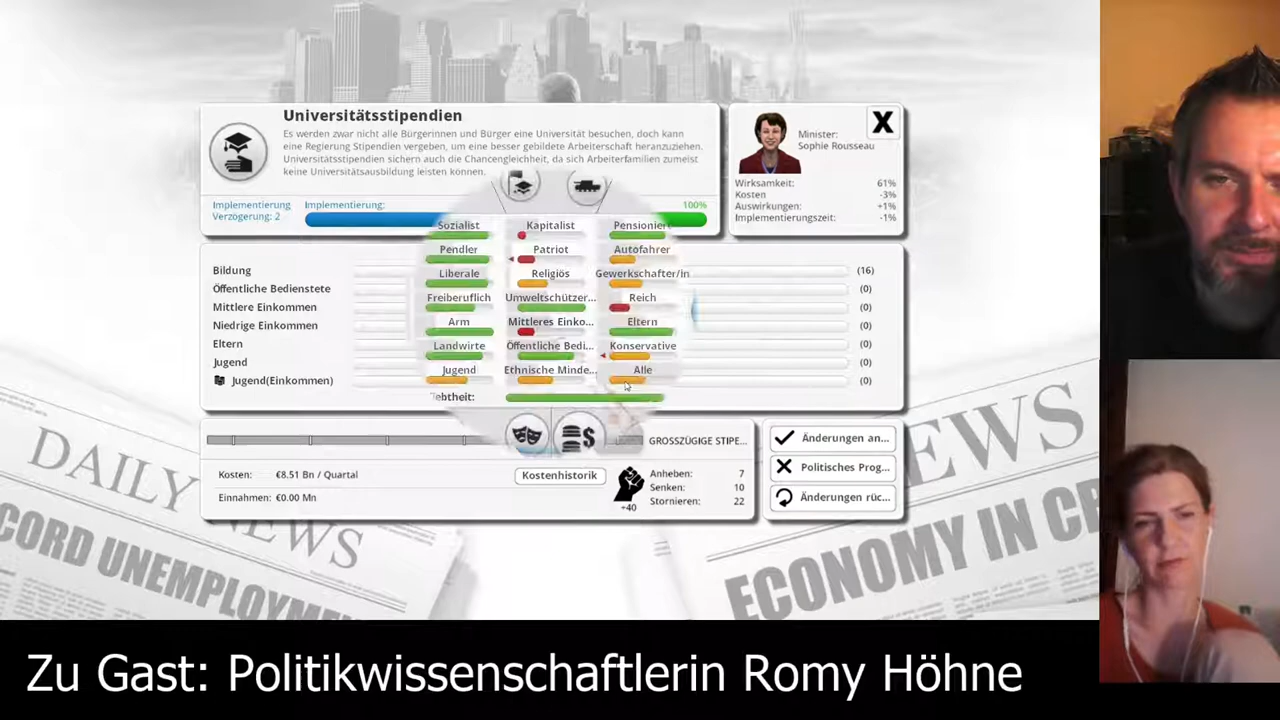 Universitätsstipendien
Es werden zwar nicht alle Bürgerinnen und Bürger eine Universität besuchen, doch kann
eine Regierung Stipendien vergeben, um eine besser gebildete Arbeiterschaft heranzuziehen.
Universitätsstipendien sichern auch die Chancengleichheit, da sich Arbeiterfamilien zumeist
keine Universitätsausbildung leisten können.
Implementierung
Verzögerung: 2
Implementierung:
100%
Minister:
Sophie Rousseau
X
Wirksamkeit: 61%
Kosten -3%
Auswirkungen: +1%
Implementierungszeit: -1%
Sozialist Kapitalist Pensioniert
Pendler Patriot Autofahrer
Liberale Religiös Gewerkschafter/in
Freiberuflich Umweltschützer... Reich
Arm Mittleres Einko... Eltern
Landwirte Öffentliche Bedi... Konservative
Jugend Ethnische Minde... Alle
ebtheit:
Bildung (16)
Öffentliche Bedienstete (0)
Mittlere Einkommen (0)
Niedrige Einkommen (0)
Eltern (0)
Jugend (0)
Jugend(Einkommen) (0)
GROSSZÜGIGE STIPE...
Kosten: €8.51 Bn / Quartal
Einnahmen: €0.00 Mn
Kostenhistorik
+40
Anheben: 7
Senken: 10
Stornieren: 22
Änderungen an...
Politisches Prog...
Änderungen rüc...
DAILY NEWS
CORD UNEMPLOYME
EWS
ECONOMY IN CR
Zu Gast: Politikwissenschaftlerin Romy Höhne